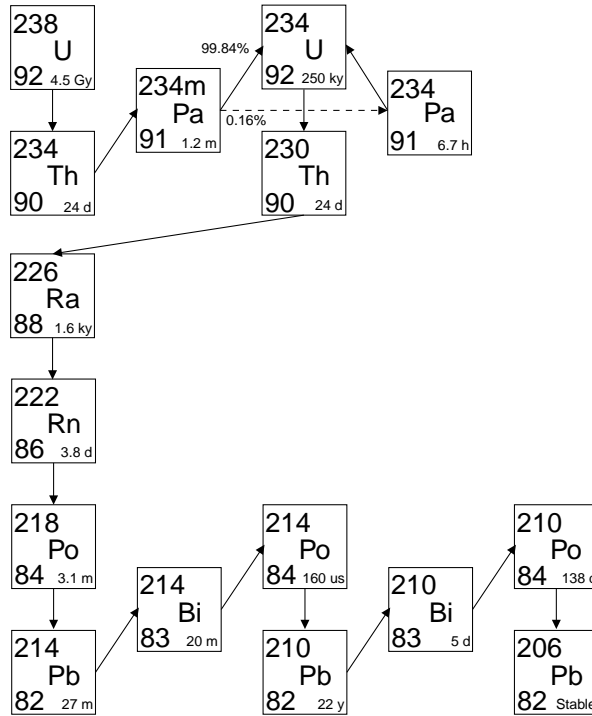 238
U
92 4.5 Gy
99.84%
234
U
92 250 ky
234m
Pa
91 1.2 m
0.16%
234
Pa
91 6.7 h
234
Th
90 24 d
230
Th
90 24 d
226
Ra
88 1.6 ky
222
Rn
86 3.8 d
218
Po
84 3.1 m
214
Bi
83 20 m
214
Po
84 160 us
210
Bi
83 5 d
210
Po
84 138 d
214
Pb
82 27 m
210
Pb
82 22 y
206
Pb
82 Stable